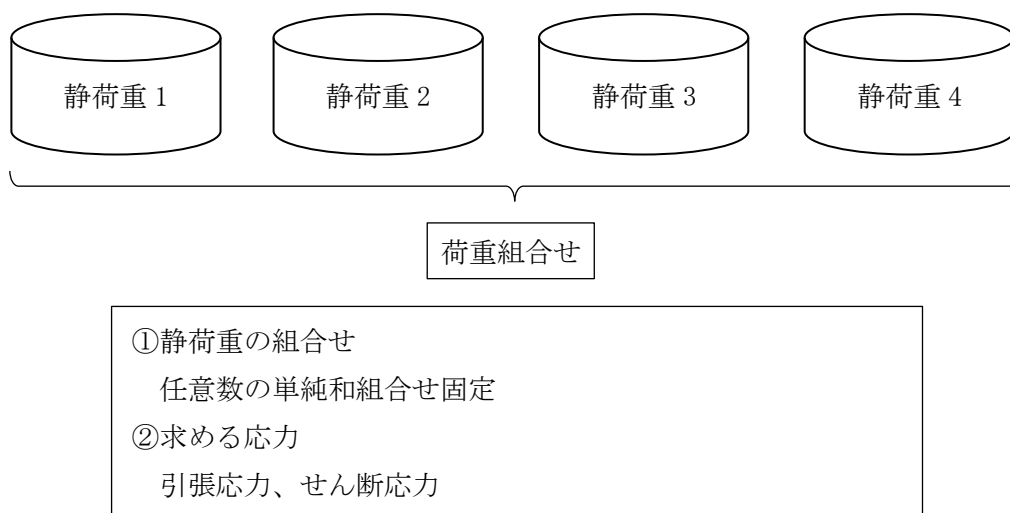 静荷重 1
静荷重 2
静荷重 3
静荷重 4
荷重組合せ
①静荷重の組合せ
任意数の単純和組合せ固定
②求める応力
引張応力、せん断応力